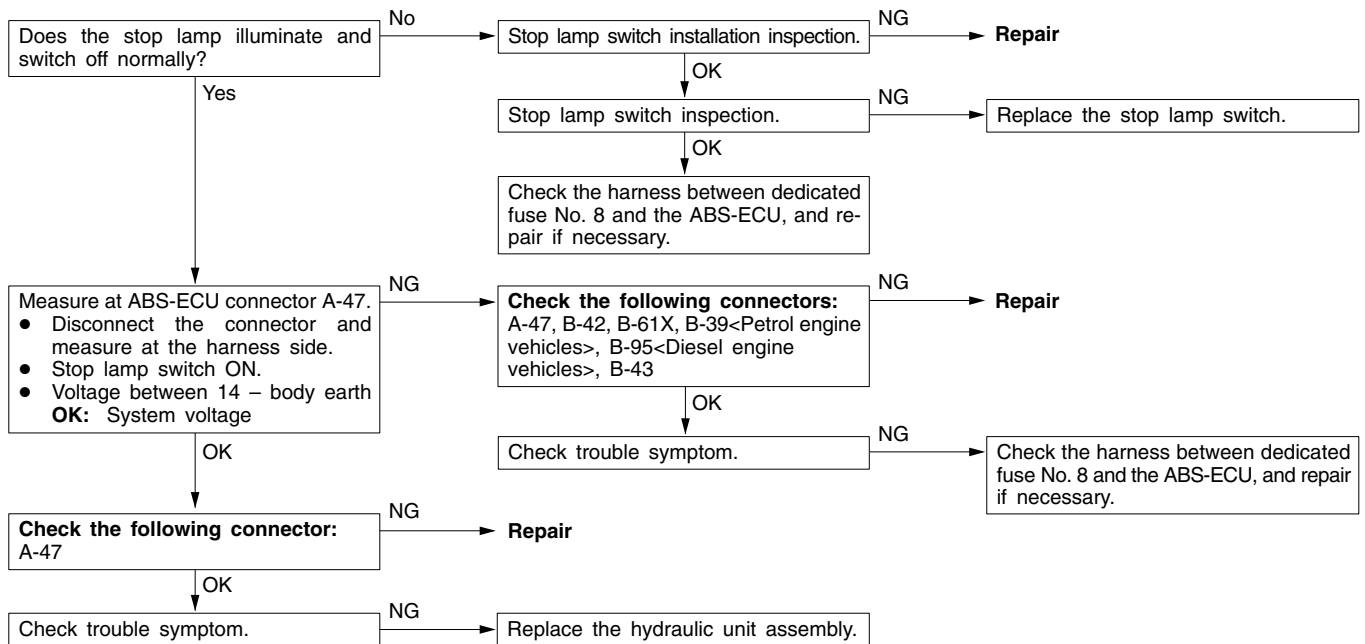 Does the stop lamp illuminate and
switch off normally?
No
Stop lamp switch installation inspection.
NG
Repair
OK
Yes
Stop lamp switch inspection.
NG
Replace the stop lamp switch.
OK
Check the harness between dedicated
fuse No. 8 and the ABS-ECU, and re-
pair if necessary.
Measure at ABS-ECU connector A-47.
● Disconnect the connector and
measure at the harness side.
● Stop lamp switch ON.
● Voltage between 14 – body earth
OK: System voltage
NG
Check the following connectors:
A-47, B-42, B-61X, B-39<Petrol engine
vehicles>, B-95<Diesel engine
vehicles>, B-43
NG
Repair
OK
Check trouble symptom.
NG
Check the harness between dedicated
fuse No. 8 and the ABS-ECU, and repair
if necessary.
OK
Check the following connector:
A-47
NG
Repair
OK
Check trouble symptom.
NG
Replace the hydraulic unit assembly.